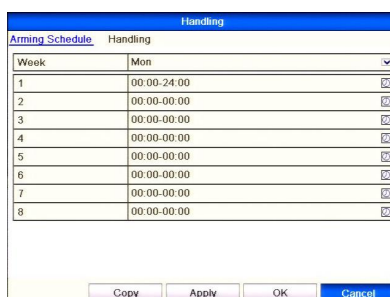 Handling
Arming Schedule Handling
Week Mon
1 00:00-24:00
2 00:00-00:00
3 00:00-00:00
4 00:00-00:00
5 00:00-00:00
6 00:00-00:00
7 00:00-00:00
8 00:00-00:00
Copy Apply OK Cancel